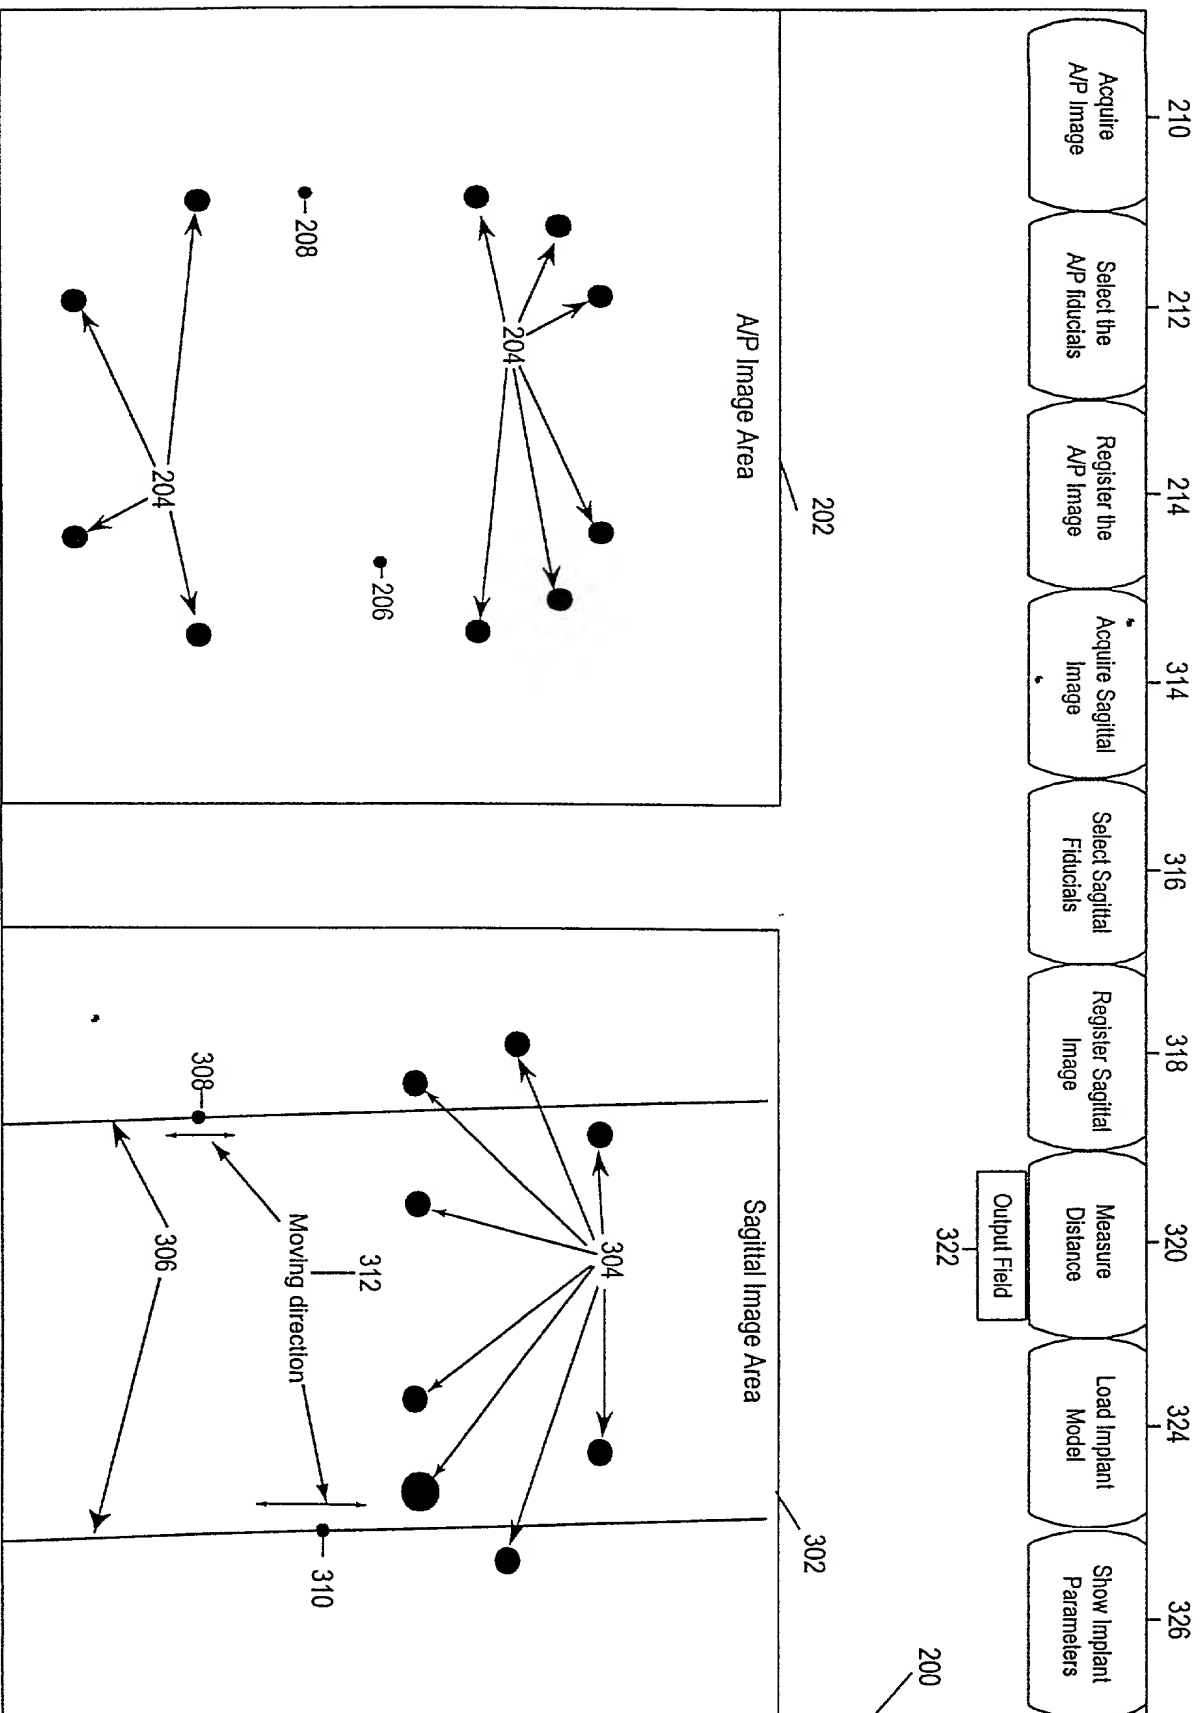 210
212
214
314
316
318
320
324
326
Acquire
A/P Image
Select the
A/P fiducials
Register the
A/P Image
Acquire Sagittal
Image
Select Sagittal
Fiducials
Register Sagittal
Image
Measure
Distance
Load Implant
Model
Show Implant
Parameters
Output Field
322
200
202
A/P Image Area
204
206
208
204
302
Sagittal Image Area
304
312
Moving direction
310
308
306